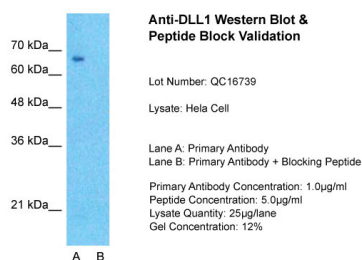 Anti-DLL1 Western Blot &
Peptide Block Validation
Lot Number: QC16739
Lysate: Hela Cell
Lane A: Primary Antibody
Lane B: Primary Antibody + Blocking Peptide
Primary Antibody Concentration: 1.0µg/ml
Peptide Concentration: 5.0µg/ml
Lysate Quantity: 25µg/lane
Gel Concentration: 12%
70 kDa
60 kDa
48 kDa
36 kDa
21 kDa
A B